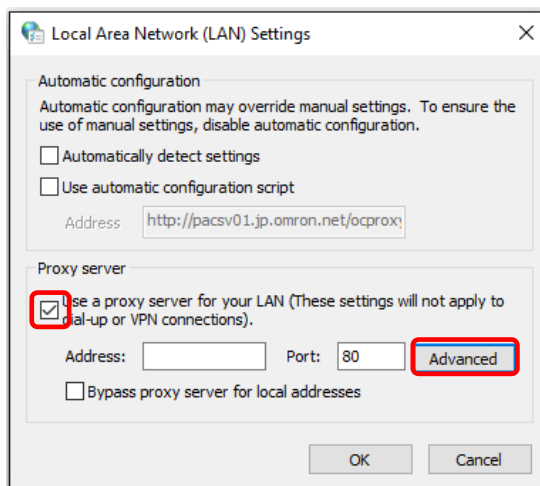 Local Area Network (LAN) Settings
Automatic configuration
Automatic configuration may override manual settings. To ensure the
use of manual settings, disable automatic configuration.
Automatically detect settings
Use automatic configuration script
Address http://pacsv01.jp.omron.net/ocproxy
Proxy server
Use a proxy server for your LAN (These settings will not apply to
dial-up or VPN connections).
Address: Port: 80 Advanced
Bypass proxy server for local addresses
OK Cancel